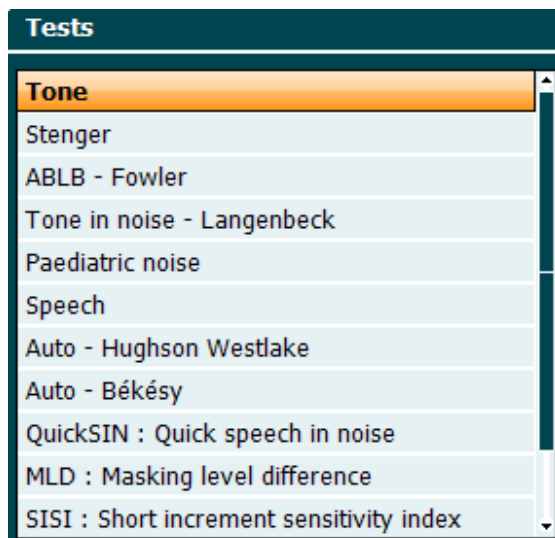 Tests
Tone
Stenger
ABLB - Fowler
Tone in noise - Langenbeck
Paediatric noise
Speech
Auto - Hughson Westlake
Auto - Békésy
QuickSIN : Quick speech in noise
MLD : Masking level difference
SISI : Short increment sensitivity index